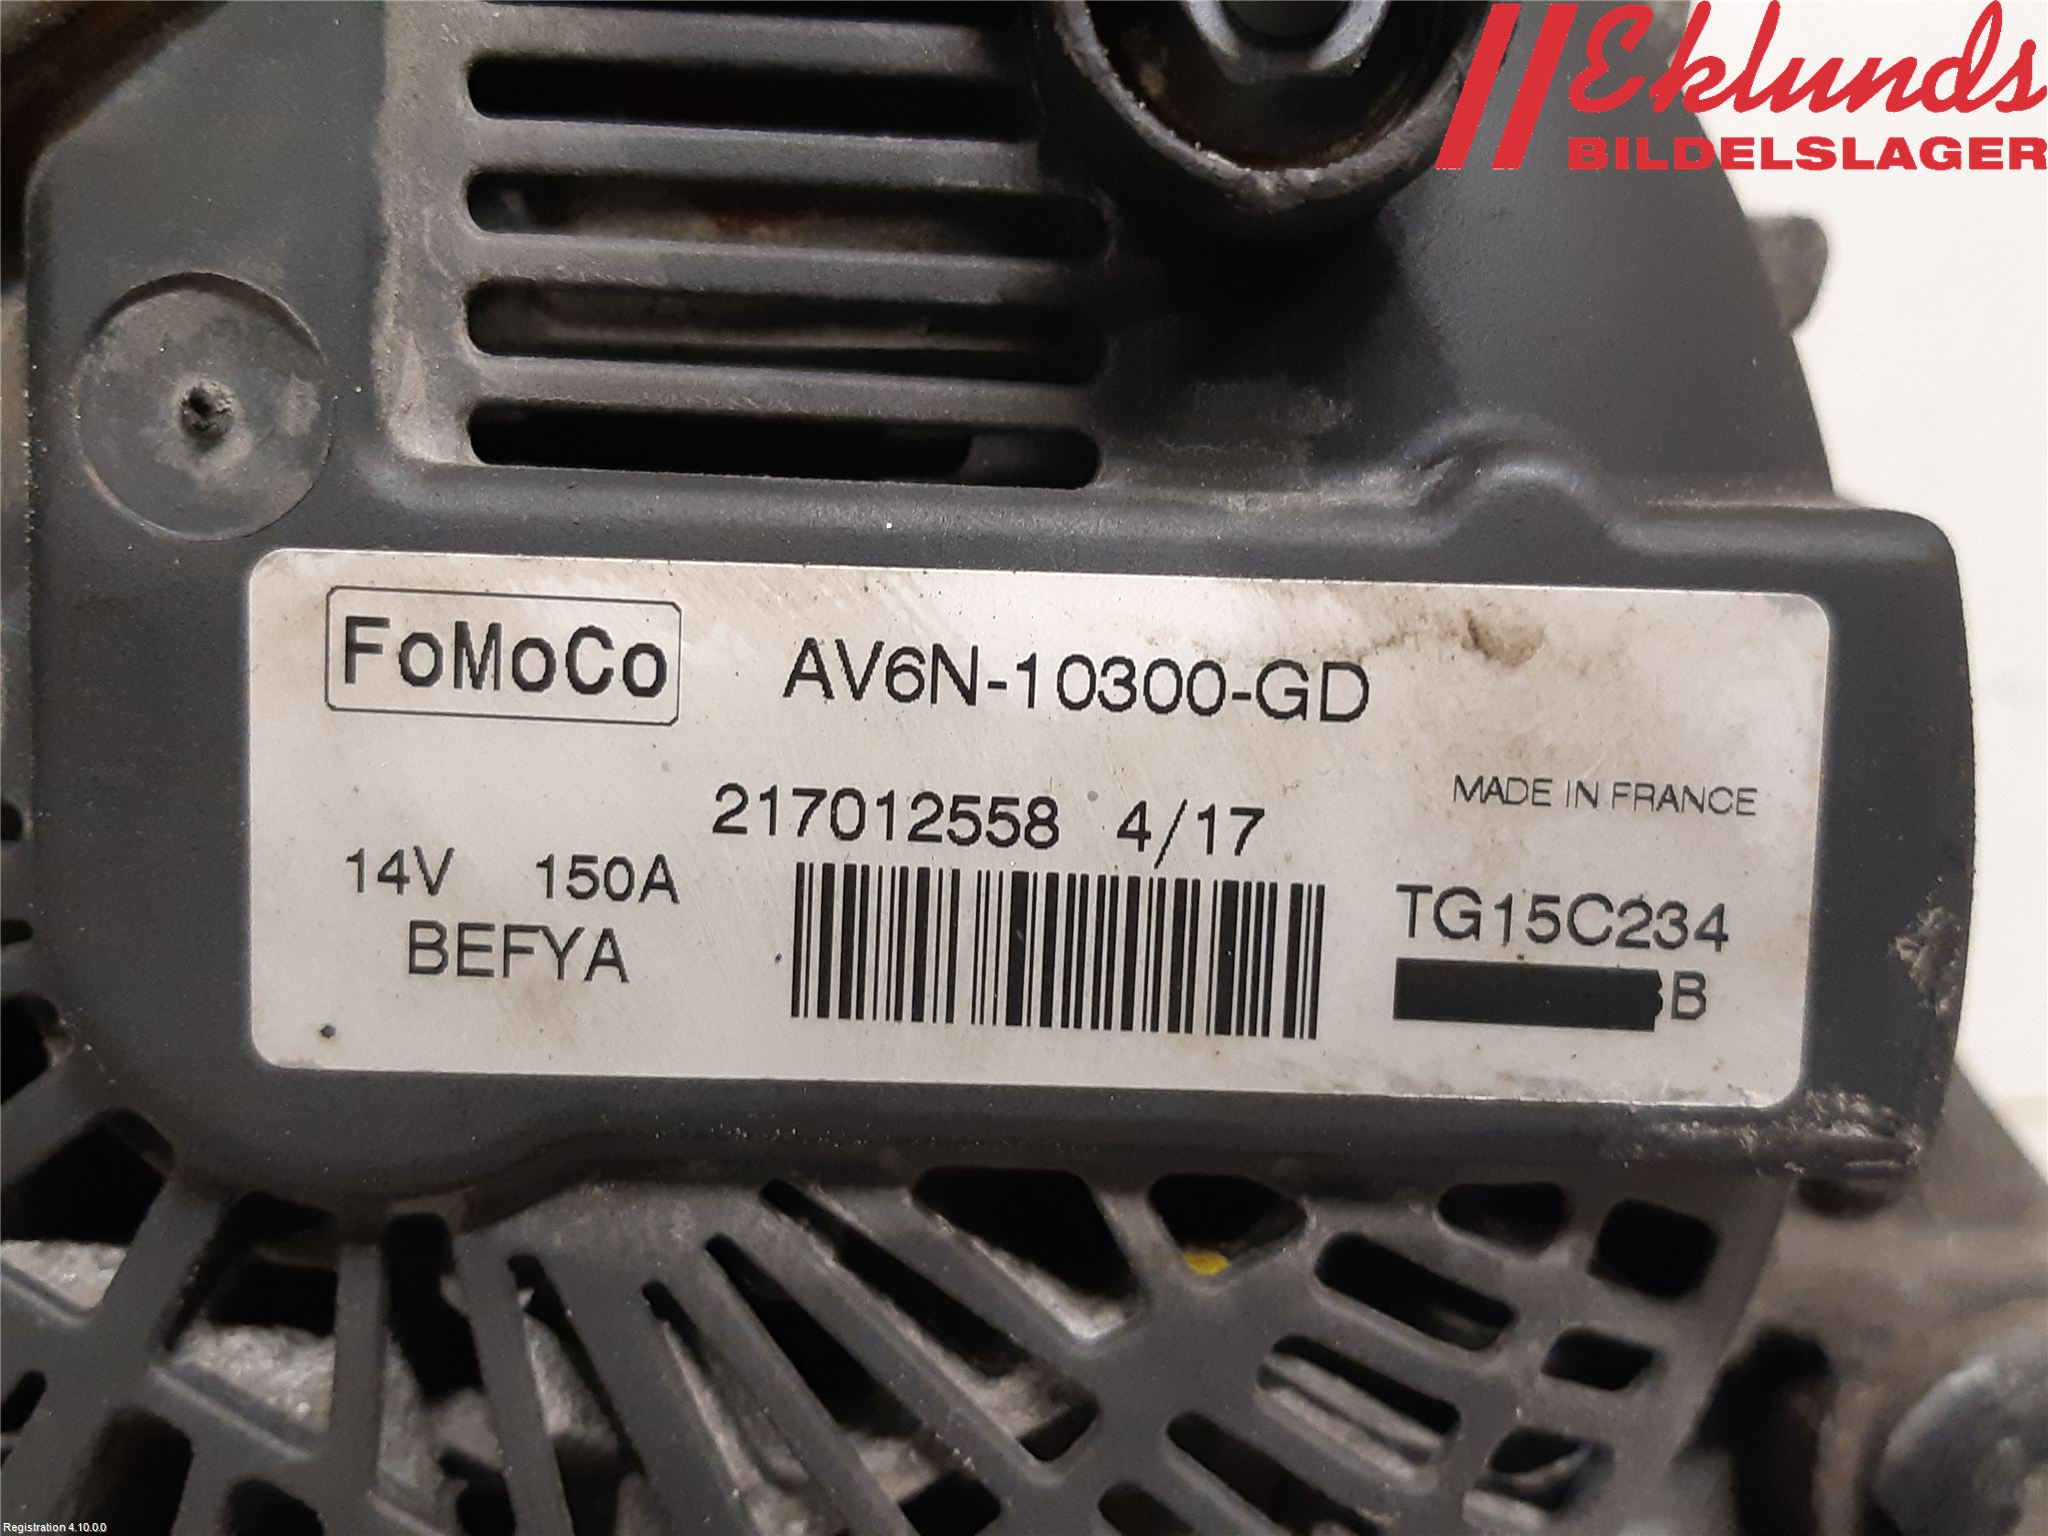 Eklunds
BILDELSLAGER
FoMoCo AV6N-10300-GD
217012558 4/17 MADE IN FRANCE
14V 150A TG15C234
BEFYA B
Registration 4.10.0.0